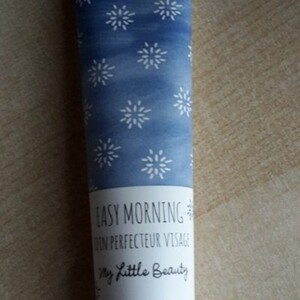 EASY MORNING
SOIN PERFECTEUR VISAGE
My Little Beauty